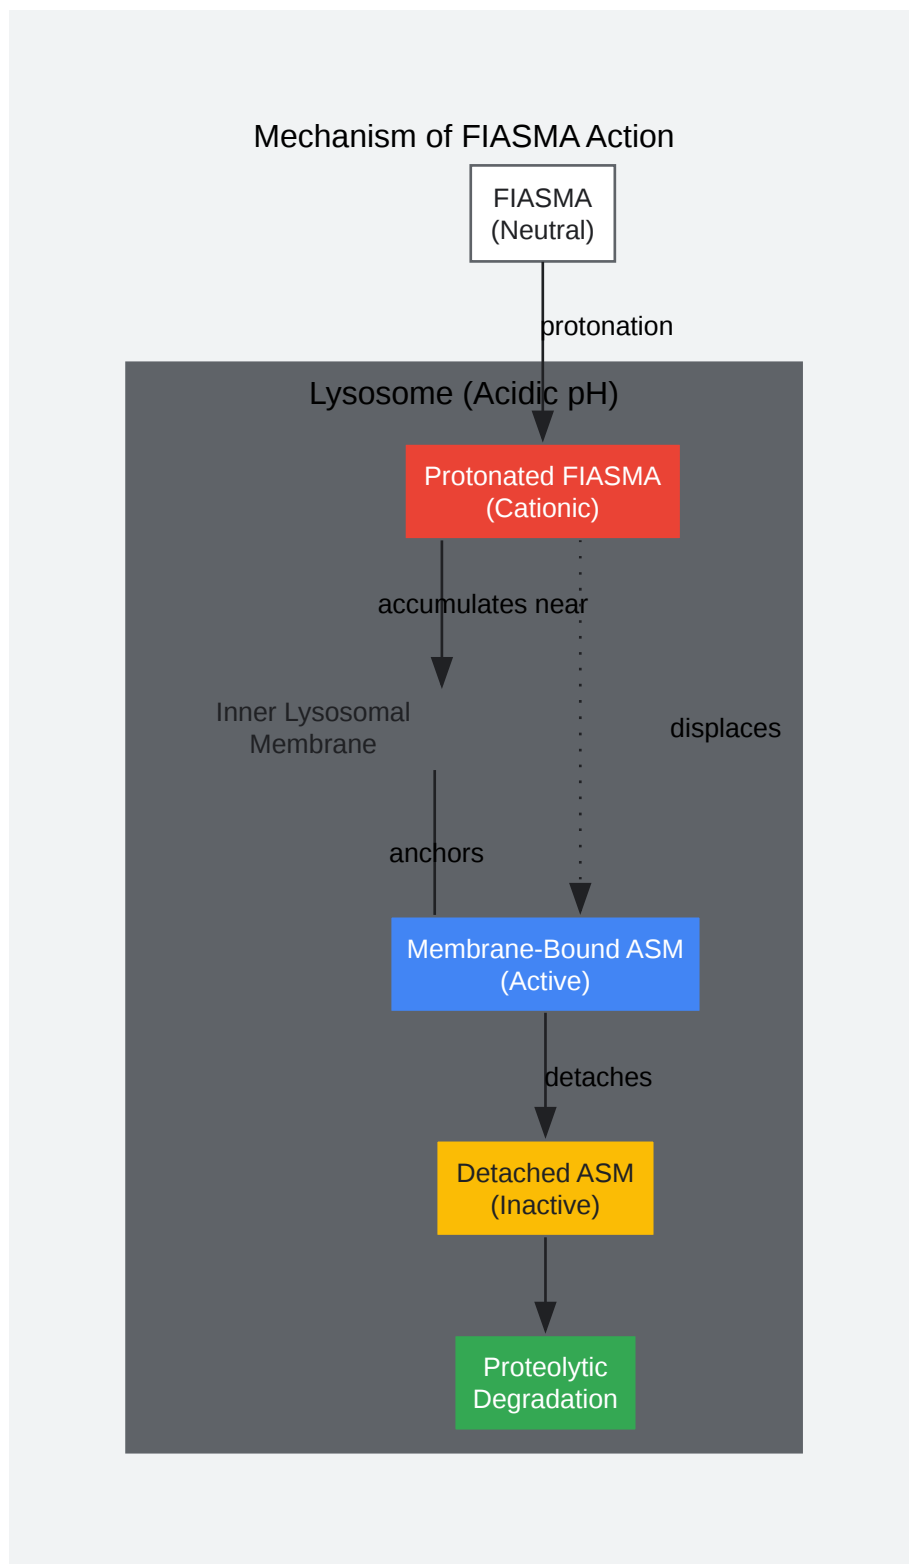 Mechanism of FIASMA Action
FIASMA
(Neutral)
protonation
Lysosome (Acidic pH)
Protonated FIASMA
(Cationic)
accumulates near
Inner Lysosomal
Membrane
displaces
anchors
Membrane-Bound ASM
(Active)
detaches
Detached ASM
(Inactive)
Proteolytic
Degradation